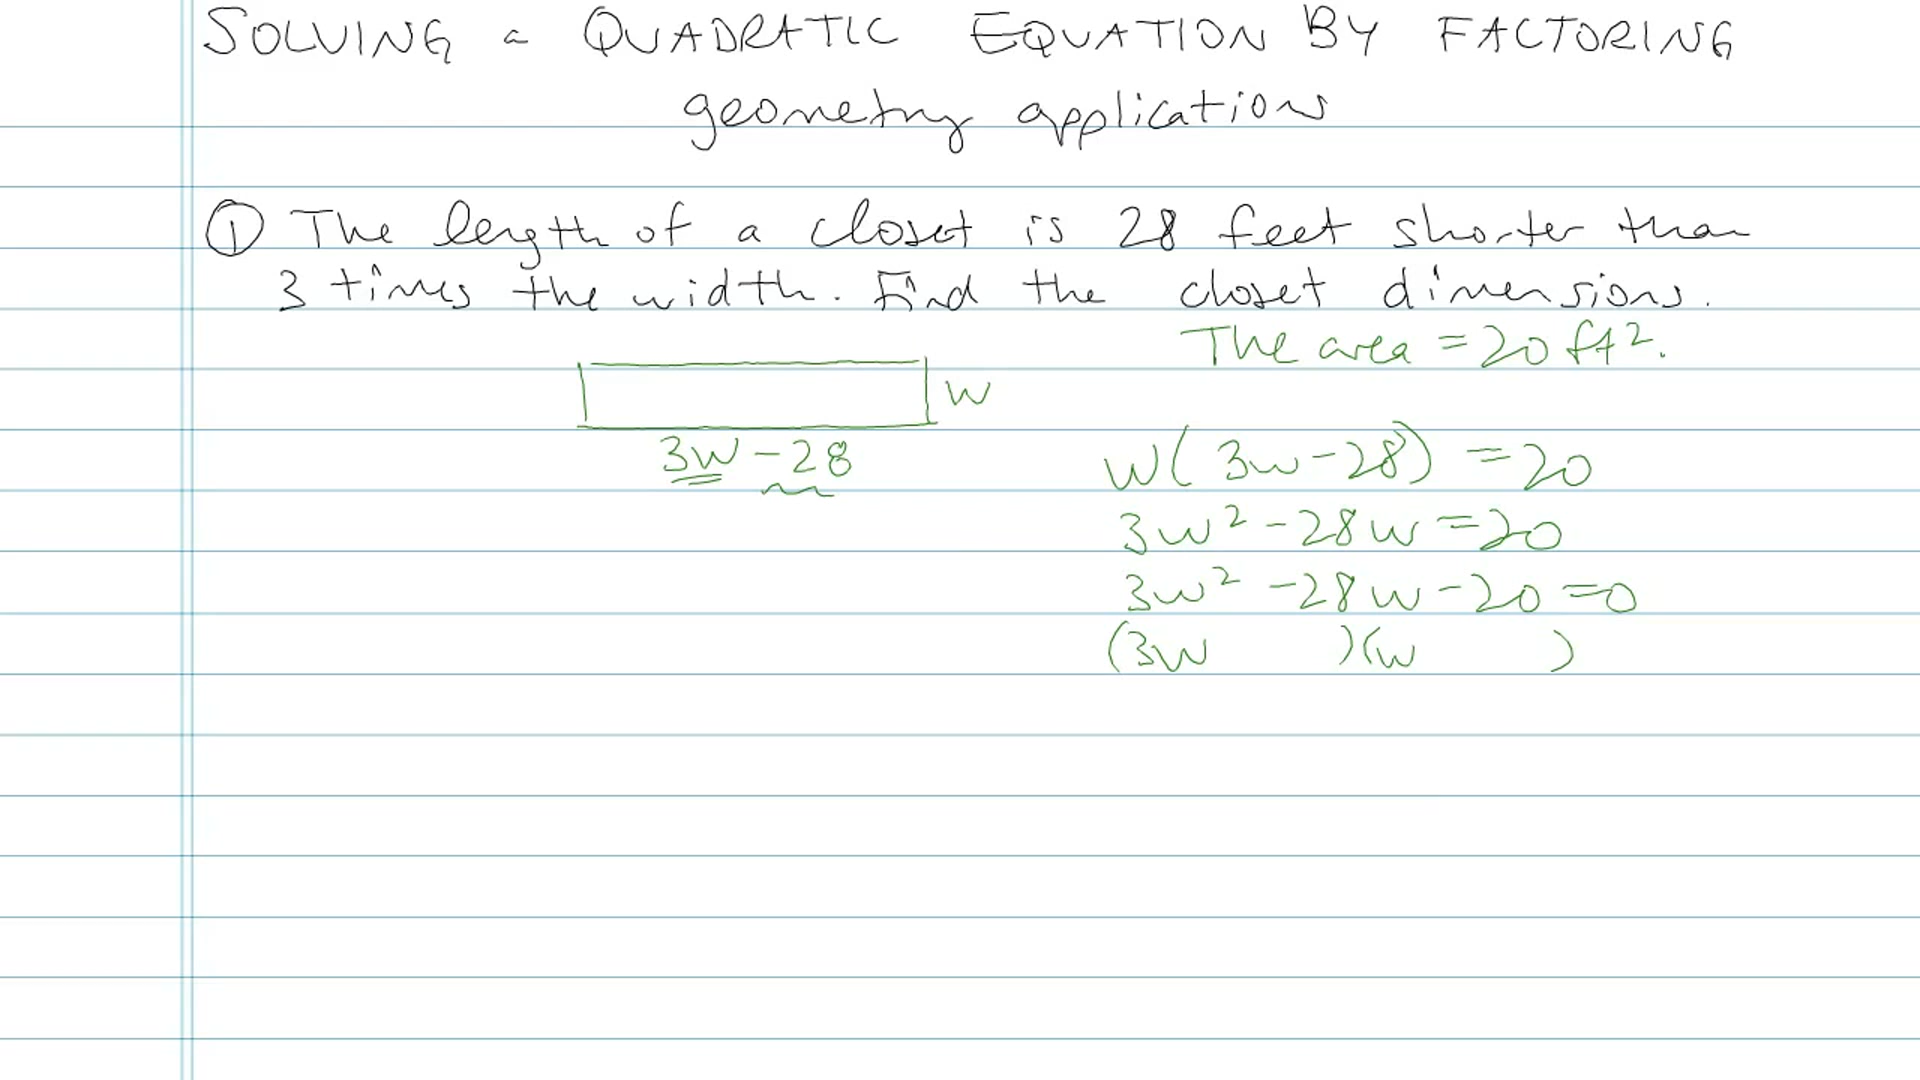 SOLVING a QUADRATIC EQUATION BY FACTORING
geometry applications
① The length of a closet is 28 feet shorter than
3 times the width. Find the closet dimensions.
The area = 20 ft².
W
3W - 28
W( 3w - 28) = 20
3w² - 28w = 20
3w² - 28w - 20 = 0
(3w )(w )